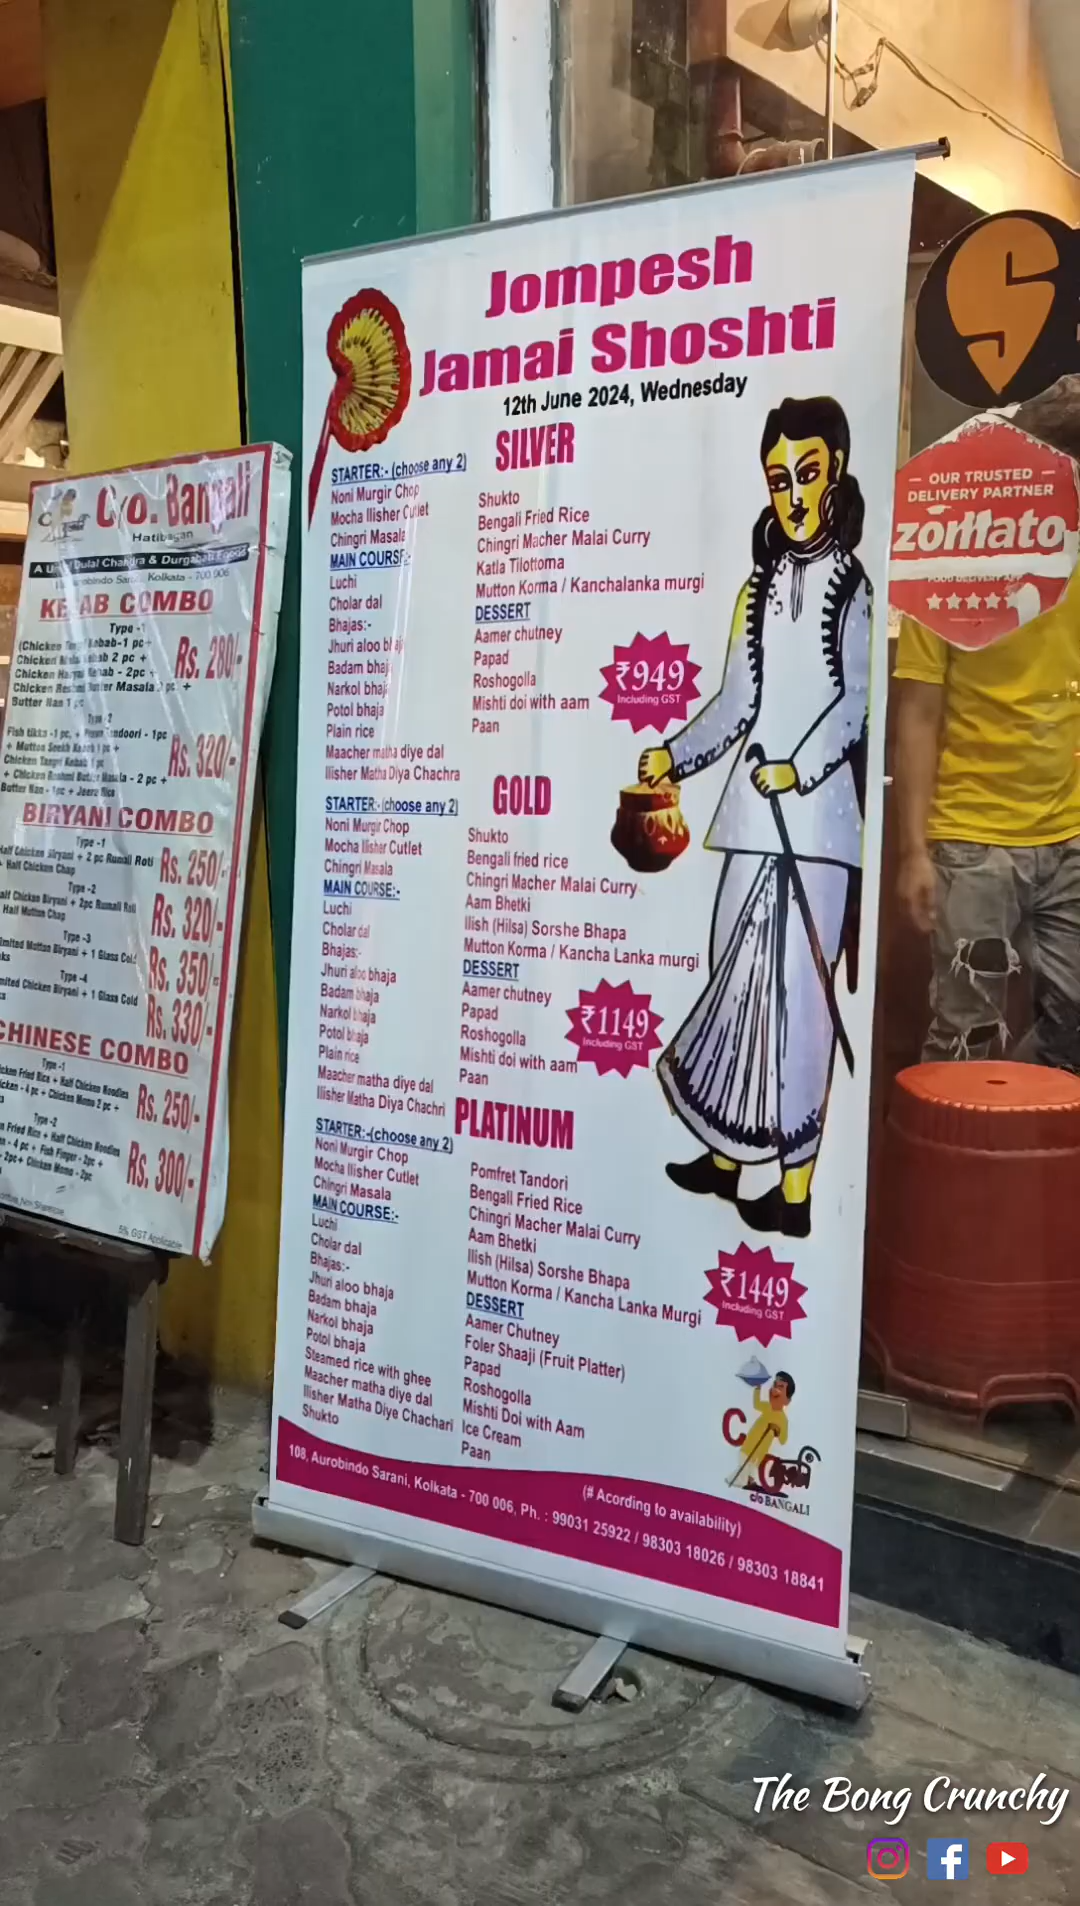 Jompesh
Jamai Shoshti
12th June 2024, Wednesday
SILVER
STARTER:- (choose any 2)
Noni Murgir Chop
Mocha Ilisher Cutlet
Chingri Masala
MAIN COURSE:-
Luchi
Cholar dal
Bhajas:-
Jhuri aloo bhaja
Badam bhaja
Narkol bhaja
Potol bhaja
Plain rice
Maacher matha diye dal
Ilisher Matha Diya Chachra
Shukto
Bengali Fried Rice
Chingri Macher Malai Curry
Katla Tilottoma
Mutton Korma / Kanchalanka murgi
DESSERT
Aamer chutney
Papad
Roshogolla
Mishti doi with aam
Paan
₹949
Including GST
GOLD
STARTER:-(choose any 2)
Noni Murgir Chop
Mocha Ilisher Cutlet
Chingri Masala
MAIN COURSE:-
Luchi
Cholar dal
Bhajas:-
Jhuri aloo bhaja
Badam bhaja
Narkol bhaja
Potol bhaja
Plain rice
Maacher matha diye dal
Ilisher Matha Diya Chachri
Shukto
Bengali fried rice
Chingri Macher Malai Curry
Aam Bhetki
Ilish (Hilsa) Sorshe Bhapa
Mutton Korma / Kancha Lanka murgi
DESSERT
Aamer chutney
Papad
Roshogolla
Mishti doi with aam
Paan
₹1149
Including GST
PLATINUM
STARTER:-(choose any 2)
Noni Murgir Chop
Mocha Ilisher Cutlet
Chingri Masala
MAIN COURSE:-
Luchi
Cholar dal
Bhajas:-
Jhuri aloo bhaja
Badam bhaja
Narkol bhaja
Potol bhaja
Steamed rice with ghee
Maacher matha diye dal
Ilisher Matha Diye Chachari
Shukto
Pomfret Tandori
Bengali Fried Rice
Chingri Macher Malai Curry
Aam Bhetki
Ilish (Hilsa) Sorshe Bhapa
Mutton Korma / Kancha Lanka Murgi
DESSERT
Aamer Chutney
Foler Shaaji (Fruit Platter)
Papad
Roshogolla
Mishti Doi with Aam
Ice Cream
Paan
₹1449
Including GST
c/o BANGALI
(# Acording to availability)
108, Aurobindo Sarani, Kolkata - 700 006, Ph. : 99031 25922 / 98303 18026 / 98303 18841
C/o. Bangali
Hatibagan
Dulal Chandra & Durgabati
Sarani, Kolkata - 700 006
KEBAB COMBO
Type -1
(Chicken Kebab-1 pc+
Chicken Kebab 2 pc +
Chicken Kebab - 2pc +
Chicken Butter Masala 2 pc +
Butter Nan 1 pc
Rs. 280/-
Type -2
Fish tikka -1 pc, + Tandoori - 1pc
+ Mutton Seekh Kebab 1 pc +
Chicken Tangri Kebab 1 pc
+ Chicken Reshmi Butter Masala - 2 pc +
Butter Nan - 1pc + Jeera Rice
Rs. 320/-
BIRYANI COMBO
Type -1
Chicken Biryani + 2 pc Rumali Roti
+ Half Chicken Chap
Rs. 250/-
Type -2
Chicken Biryani + 2pc Rumali Roti
Half Mutton Chap
Rs. 320/-
Type -3
Mutton Biryani + 1 Glass
Rs. 350/-
Type -4
Chicken Biryani + 1 Glass Cold
Rs. 330/-
CHINESE COMBO
Type -1
Fried Rice + Half Chicken Noodles
- 4 pc + Chicken Momo 2 pc +
Rs. 250/-
Type -2
Fried Rice + Half Chicken Noodles
- 4 pc + Fish Finger - 2pc +
2pc + Chicken Momo - 2pc
Rs. 300/-
5% GST Applicable
OUR TRUSTED
DELIVERY PARTNER
zomato
FOOD DELIVERY APP
The Bong Crunchy